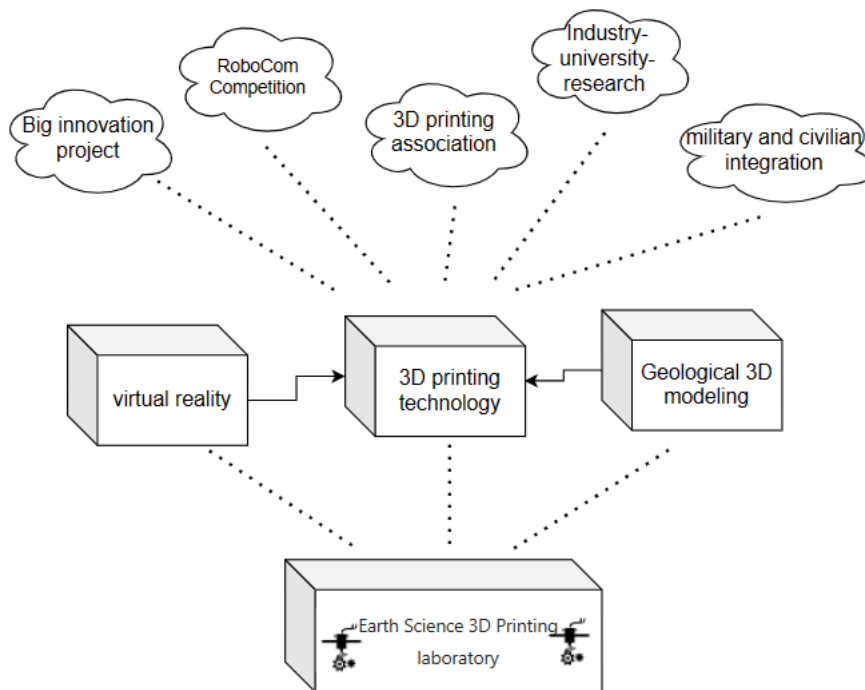 Industry-
university-
research
RoboCom
Competition
Big innovation
project
3D printing
association
military and civilian
integration
virtual reality
3D printing
technology
Geological 3D
modeling
Earth Science 3D Printing
laboratory